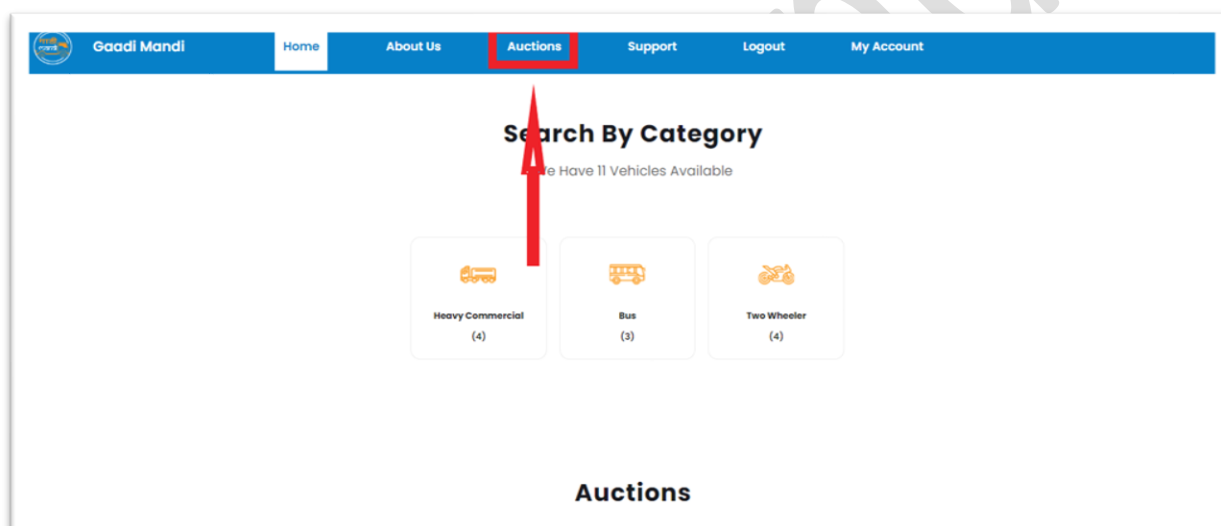 Gaadi Mandi Home About Us Auctions Support Logout My Account
Search By Category
We Have 11 Vehicles Available
Heavy Commercial Bus Two Wheeler
(4) (3) (4)
Auctions